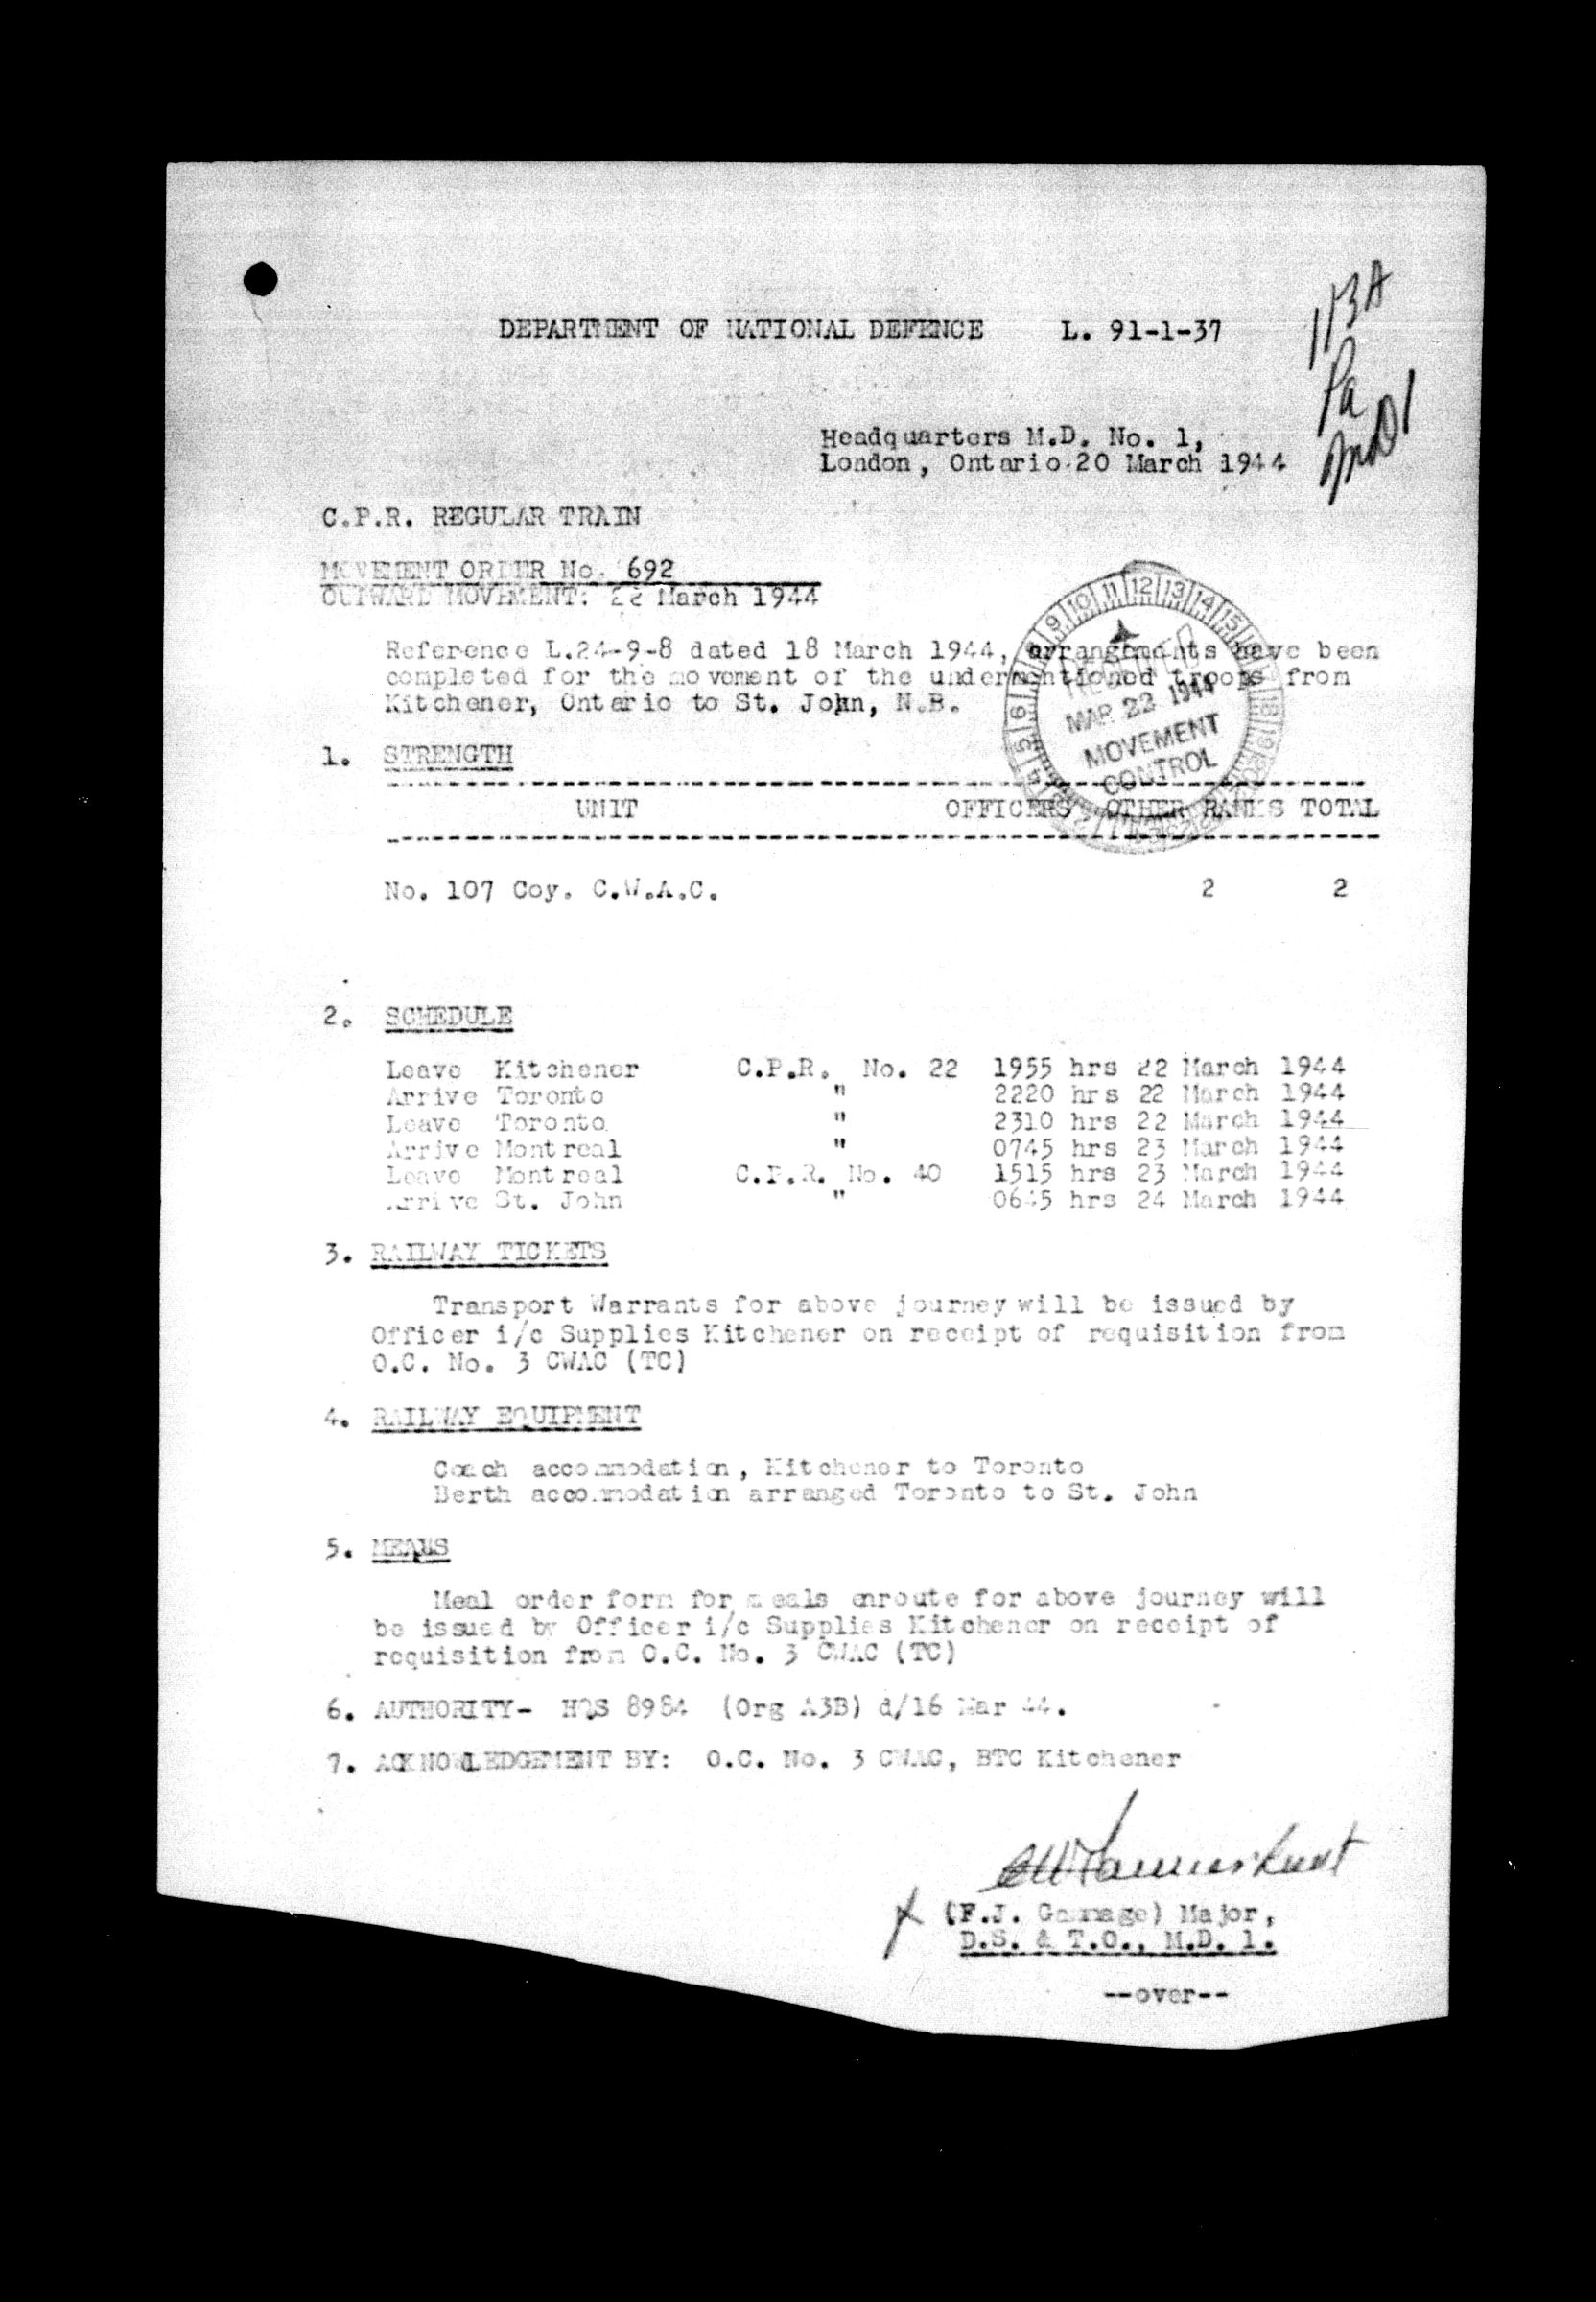 113A
Pa
MD1
DEPARTMENT OF NATIONAL DEFENCE L. 91-1-37
Headquarters M.D. No. 1,
London, Ontario 20 March 1944
C.P.R. REGULAR TRAIN
MOVEMENT ORDER No. 692
OUTWARD MOVEMENT: 22 March 1944
Reference L.24-9-8 dated 18 March 1944, arrangements have been
completed for the movement of the undermentioned troops from
Kitchener, Ontario to St. John, N.B.
RECEIVED
MAR 22 1944
MOVEMENT
CONTROL
1. STRENGTH
UNIT OFFICERS OTHER RANKS TOTAL
No. 107 Coy. C.W.A.C. 2 2
2. SCHEDULE
Leave Kitchener C.P.R. No. 22 1955 hrs 22 March 1944
Arrive Toronto " 2220 hrs 22 March 1944
Leave Toronto " 2310 hrs 22 March 1944
Arrive Montreal " 0745 hrs 23 March 1944
Leave Montreal C.P.R. No. 40 1515 hrs 23 March 1944
Arrive St. John " 0645 hrs 24 March 1944
3. RAILWAY TICKETS
Transport Warrants for above journey will be issued by
Officer i/c Supplies Kitchener on receipt of requisition from
O.C. No. 3 CWAC (TC)
4. RAILWAY EQUIPMENT
Coach accommodation, Kitchener to Toronto
Berth accommodation arranged Toronto to St. John
5. MEALS
Meal order form for meals enroute for above journey will
be issued by Officer i/c Supplies Kitchener on receipt of
requisition from O.C. No. 3 CWAC (TC)
6. AUTHORITY- HQS 8984 (Org A3B) d/16 Mar 44.
7. ACKNOWLEDGEMENT BY: O.C. No. 3 CWAC, BTC Kitchener
(F.J. Gammage) Major,
D.S. & T.O., M.D. 1.
--over--